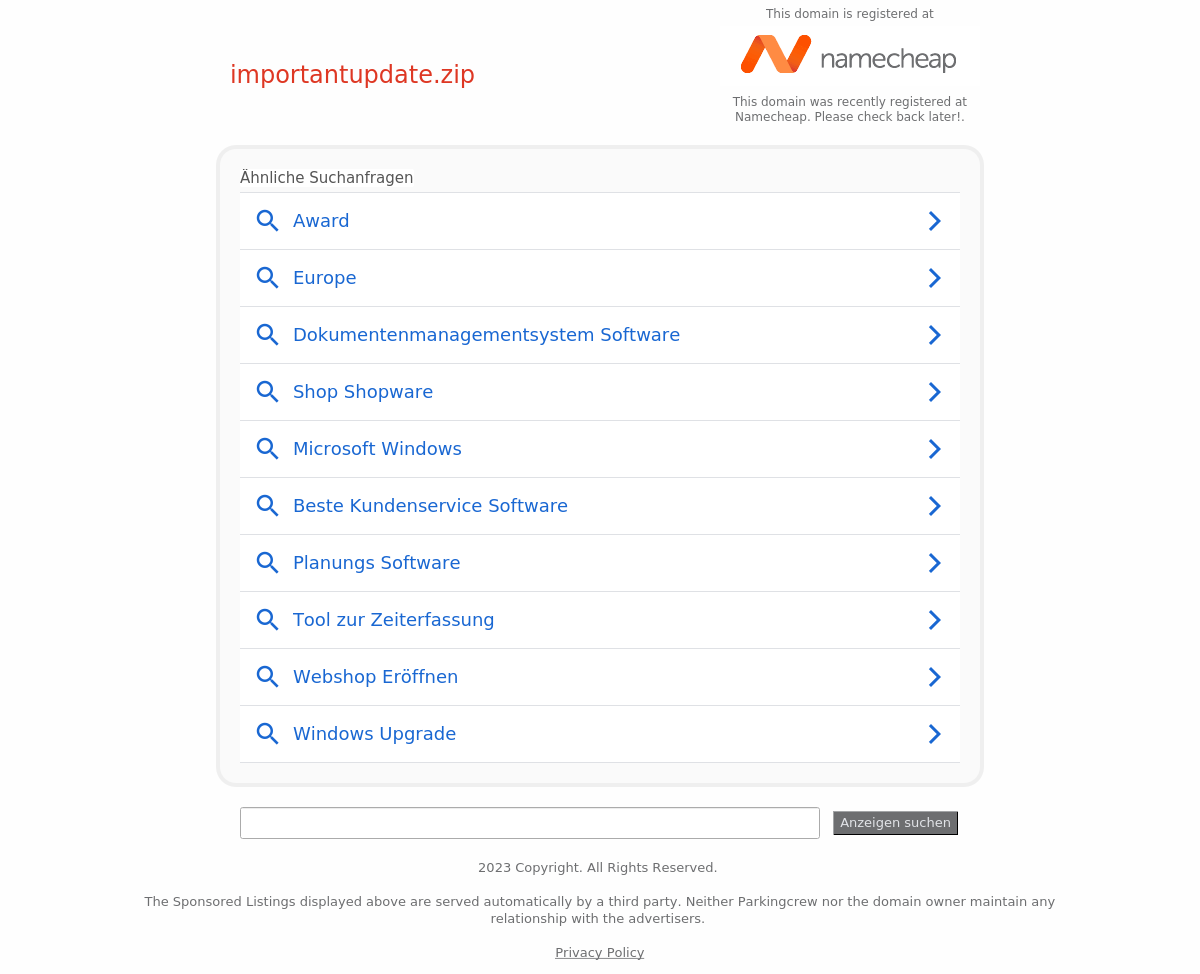 This domain is registered at
namecheap
importantupdate.zip
This domain was recently registered at
Namecheap. Please check back later!.
Ähnliche Suchanfragen
Award
Europe
Dokumentenmanagementsystem Software
Shop Shopware
Microsoft Windows
Beste Kundenservice Software
Planungs Software
Tool zur Zeiterfassung
Webshop Eröffnen
Windows Upgrade
Anzeigen suchen
2023 Copyright. All Rights Reserved.
The Sponsored Listings displayed above are served automatically by a third party. Neither Parkingcrew nor the domain owner maintain any
relationship with the advertisers.
Privacy Policy